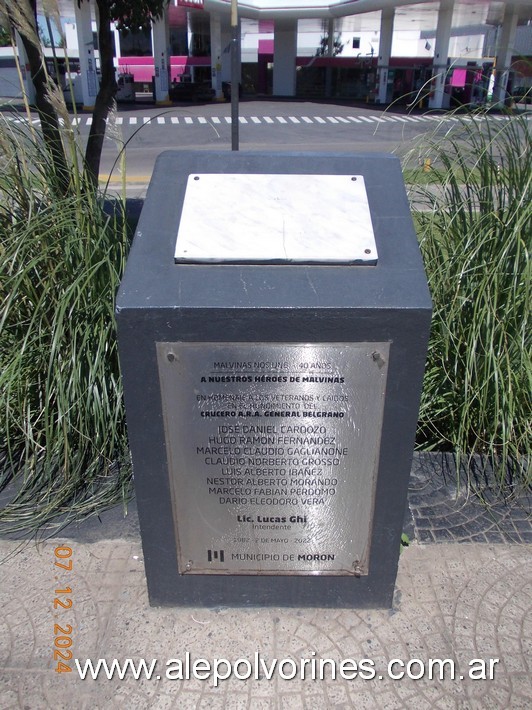 MALVINAS NOS UNE 40 AÑOS
A NUESTROS HÉROES DE MALVINAS
EN HOMENAJE A LOS VETERANOS Y CAÍDOS
EN EL HUNDIMIENTO DEL
CRUCERO A.R.A. GENERAL BELGRANO
JOSE DANIEL CARDOZO
HUGO RAMON FERNANDEZ
MARCELO CLAUDIO GAGLIANONE
CLAUDIO NORBERTO GROSSO
LUIS ALBERTO IBAÑEZ
NESTOR ALBERTO MORANDO
MARCELO FABIAN PERDOMO
DARIO ELEODORO VERA
Lic. Lucas Ghi
Intendente
1982 - 2 DE MAYO - 2022
MUNICIPIO DE MORON
07.12.2024
www.alepolvorines.com.ar